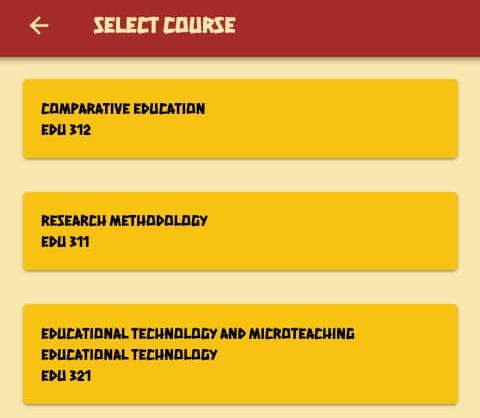 SELECT COURSE
COMPARATIVE EDUCATION
EDU 312
RESEARCH METHODOLOGY
EDU 311
EDUCATIONAL TECHNOLOGY AND MICROTEACHING
EDUCATIONAL TECHNOLOGY
EDU 321